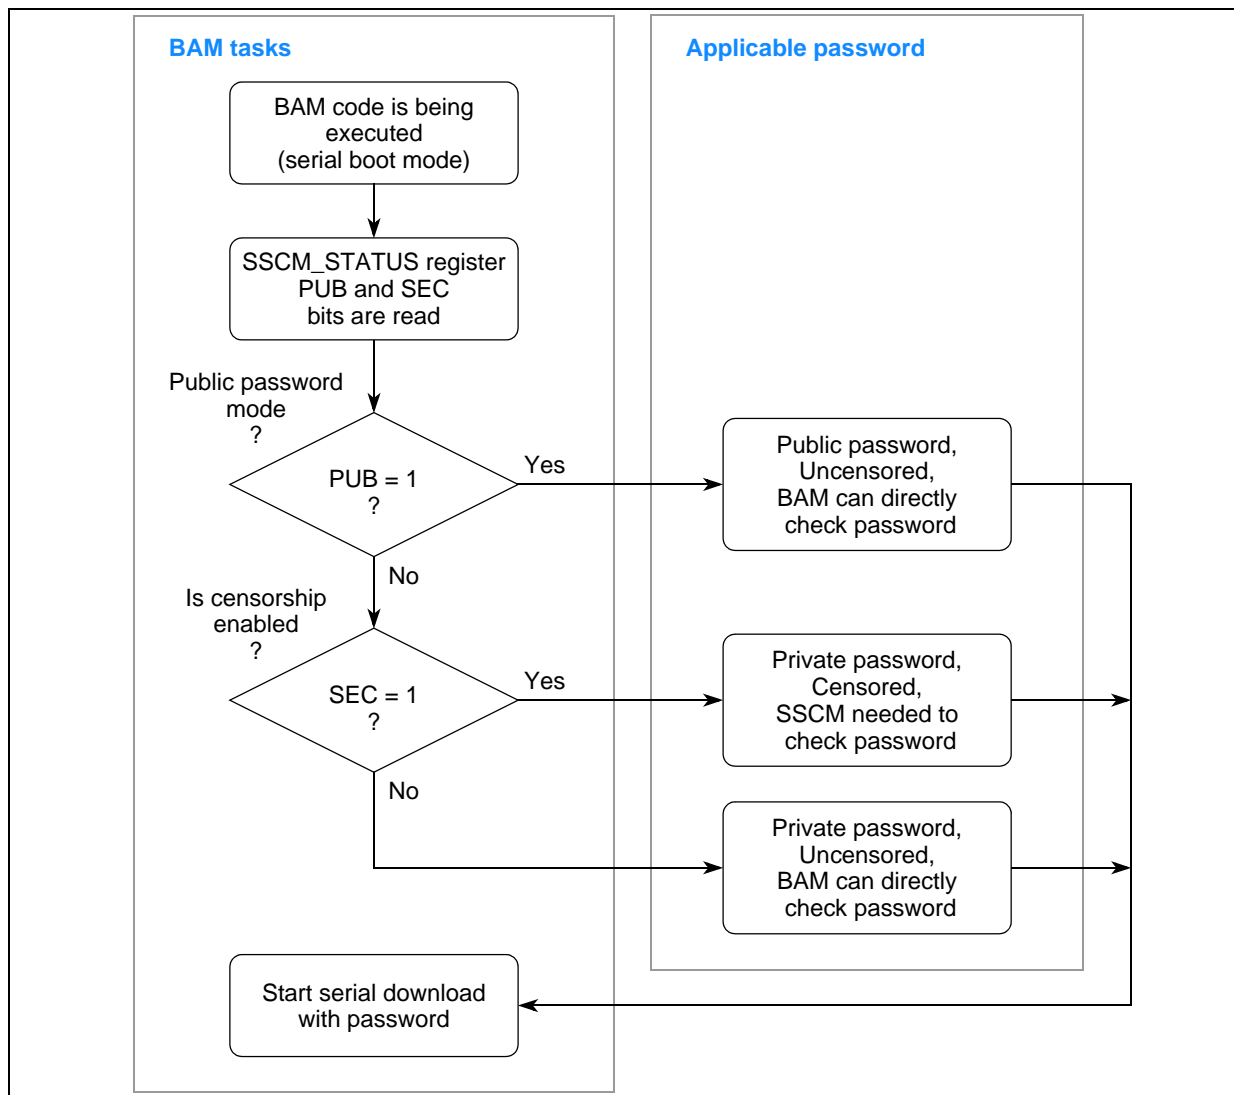 BAM tasks
Applicable password
BAM code is being
executed
(serial boot mode)
SSCM_STATUS register
PUB and SEC
bits are read
Public password
mode
?
PUB = 1
?
Yes
No
Public password,
Uncensored,
BAM can directly
check password
Is censorship
enabled
?
SEC = 1
?
Yes
No
Private password,
Censored,
SSCM needed to
check password
Private password,
Uncensored,
BAM can directly
check password
Start serial download
with password